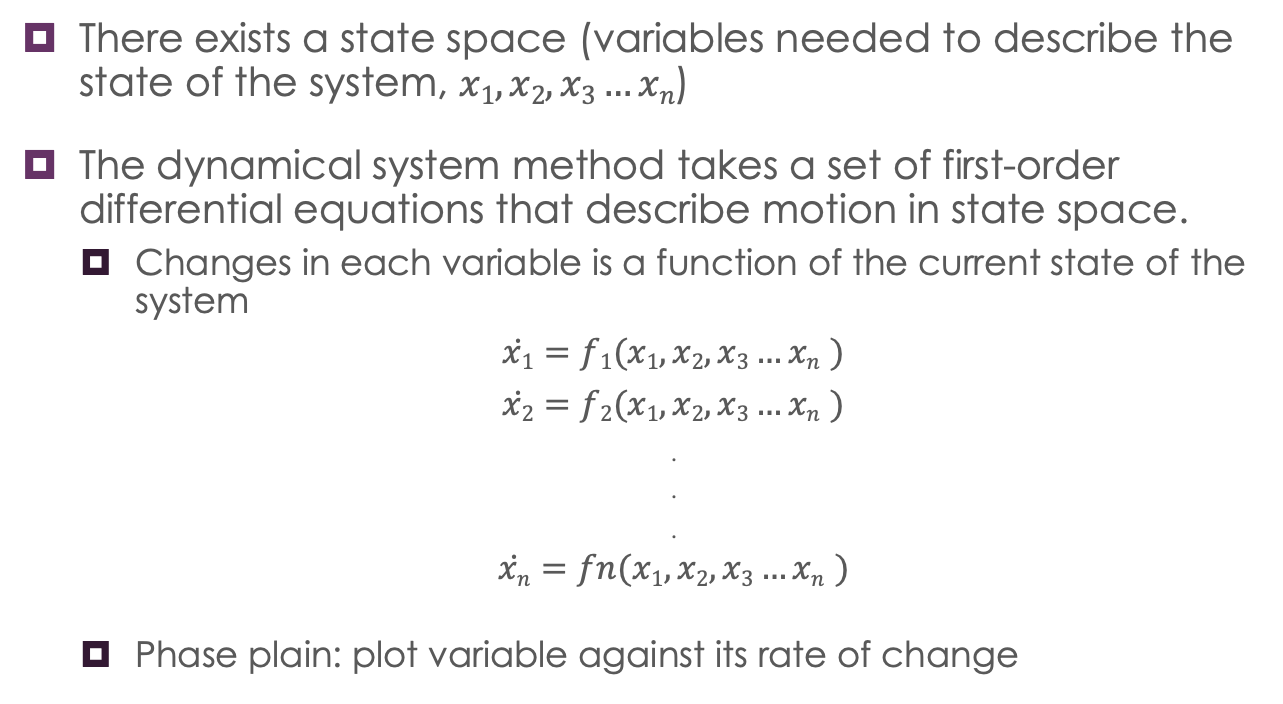 There exists a state space (variables needed to describe the
state of the system, x₁, x₂, x₃ … xₙ)
The dynamical system method takes a set of first-order
differential equations that describe motion in state space.
Changes in each variable is a function of the current state of the
system
ẋ₁ = f₁(x₁, x₂, x₃ … xₙ )
ẋ₂ = f₂(x₁, x₂, x₃ … xₙ )
.
.
.
ẋₙ = fn(x₁, x₂, x₃ … xₙ )
Phase plain: plot variable against its rate of change